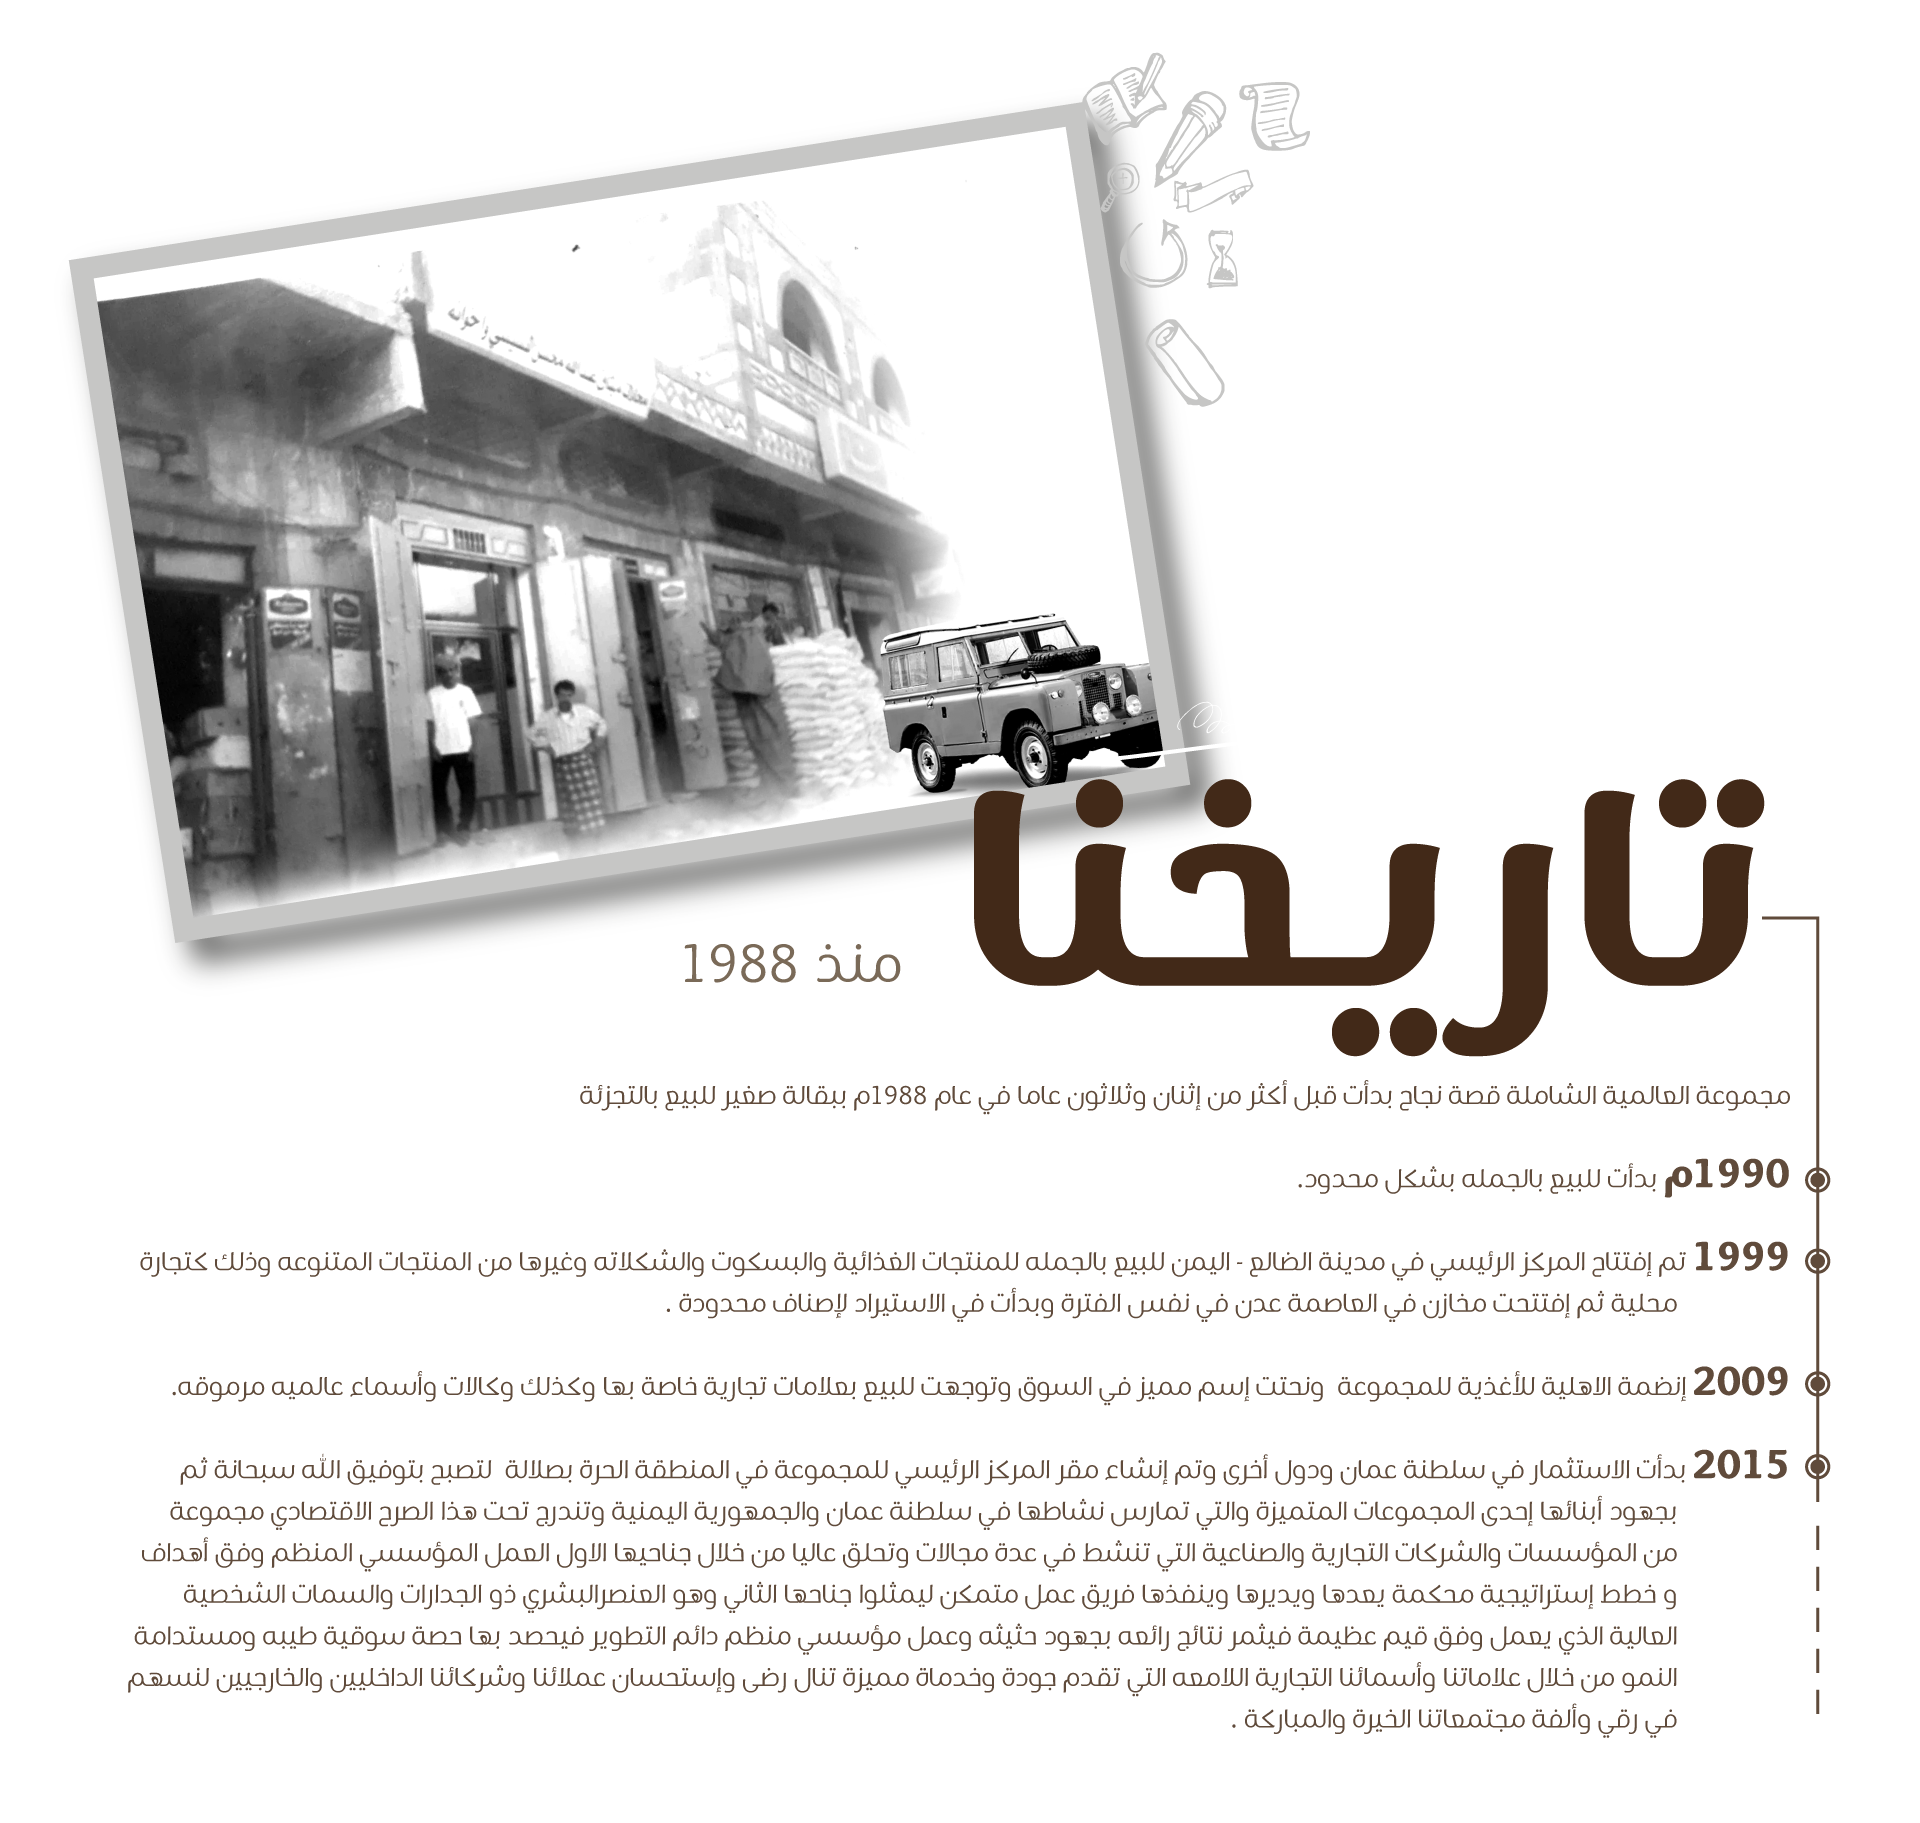 تاريخنا
منذ 1988
مجموعة العالمية الشاملة قصة نجاح بدأت قبل أكثر من إثنان وثلاثون عاما في عام 1988م ببقالة صغير للبيع بالتجزئة
1990م بدأت للبيع بالجمله بشكل محدود.
1999 تم إفتتاح المركز الرئيسي في مدينة الضالع - اليمن للبيع بالجمله للمنتجات الغذائية والبسكوت والشكلاته وغيرها من المنتجات المتنوعه وذلك كتجارة
محلية ثم إفتتحت مخازن في العاصمة عدن في نفس الفترة وبدأت في الاستيراد لإصناف محدودة .
2009 إنضمة الاهلية للأغذية للمجموعة ونحتت إسم مميز في السوق وتوجهت للبيع بعلامات تجارية خاصة بها وكذلك وكالات وأسماء عالميه مرموقه.
2015 بدأت الاستثمار في سلطنة عمان ودول أخرى وتم إنشاء مقر المركز الرئيسي للمجموعة في المنطقة الحرة بصلالة لتصبح بتوفيق الله سبحانة ثم
بجهود أبنائها إحدى المجموعات المتميزة والتي تمارس نشاطها في سلطنة عمان والجمهورية اليمنية وتندرج تحت هذا الصرح الاقتصادي مجموعة
من المؤسسات والشركات التجارية والصناعية التي تنشط في عدة مجالات وتحلق عاليا من خلال جناحيها الاول العمل المؤسسي المنظم وفق أهداف
و خطط إستراتيجية محكمة يعدها ويديرها وينفذها فريق عمل متمكن ليمثلوا جناحها الثاني وهو العنصرالبشري ذو الجدارات والسمات الشخصية
العالية الذي يعمل وفق قيم عظيمة فيثمر نتائج رائعه بجهود حثيثه وعمل مؤسسي منظم دائم التطوير فيحصد بها حصة سوقية طيبه ومستدامة
النمو من خلال علاماتنا وأسمائنا التجارية اللامعه التي تقدم جودة وخدماة مميزة تنال رضى وإستحسان عملائنا وشركائنا الداخليين والخارجيين لنسهم
في رقي وألفة مجتمعاتنا الخيرة والمباركة .